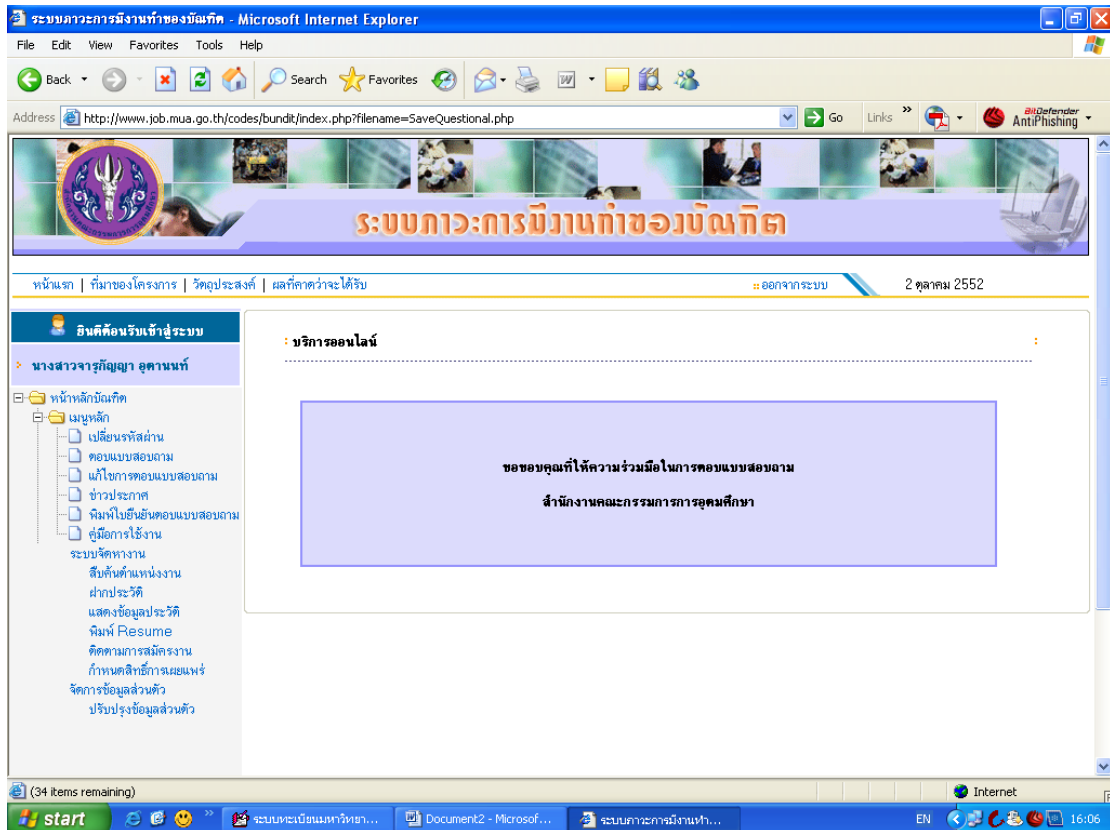 ระบบภาวะการมีงานทำของบัณฑิต - Microsoft Internet Explorer
File Edit View Favorites Tools Help
Back Search Favorites
Address http://www.job.mua.go.th/codes/bundit/index.php?filename=SaveQuestional.php Go Links » BitDefender AntiPhishing
ระบบภาวะการมีงานทำของบัณฑิต
หน้าแรก | ที่มาของโครงการ | วัตถุประสงค์ | ผลที่คาดว่าจะได้รับ :: ออกจากระบบ 2 ตุลาคม 2552
ยินดีต้อนรับเข้าสู่ระบบ
นางสาวจารุกัญญา อุตานนท์
หน้าหลักบัณฑิต
เมนูหลัก
เปลี่ยนรหัสผ่าน
ตอบแบบสอบถาม
แก้ไขการตอบแบบสอบถาม
ข่าวประกาศ
พิมพ์ใบยืนยันตอบแบบสอบถาม
คู่มือการใช้งาน
ระบบจัดหางาน
สืบค้นตำแหน่งงาน
ฝากประวัติ
แสดงข้อมูลประวัติ
พิมพ์ Resume
ติดตามการสมัครงาน
กำหนดสิทธิ์การเผยแพร่
จัดการข้อมูลส่วนตัว
ปรับปรุงข้อมูลส่วนตัว
: บริการออนไลน์ :
ขอขอบคุณที่ให้ความร่วมมือในการตอบแบบสอบถาม
สำนักงานคณะกรรมการการอุดมศึกษา
(34 items remaining) Internet
start » ระบบทะเบียนมหาวิทยา... Document2 - Microsof... ระบบภาวะการมีงานทำ... EN 16:06